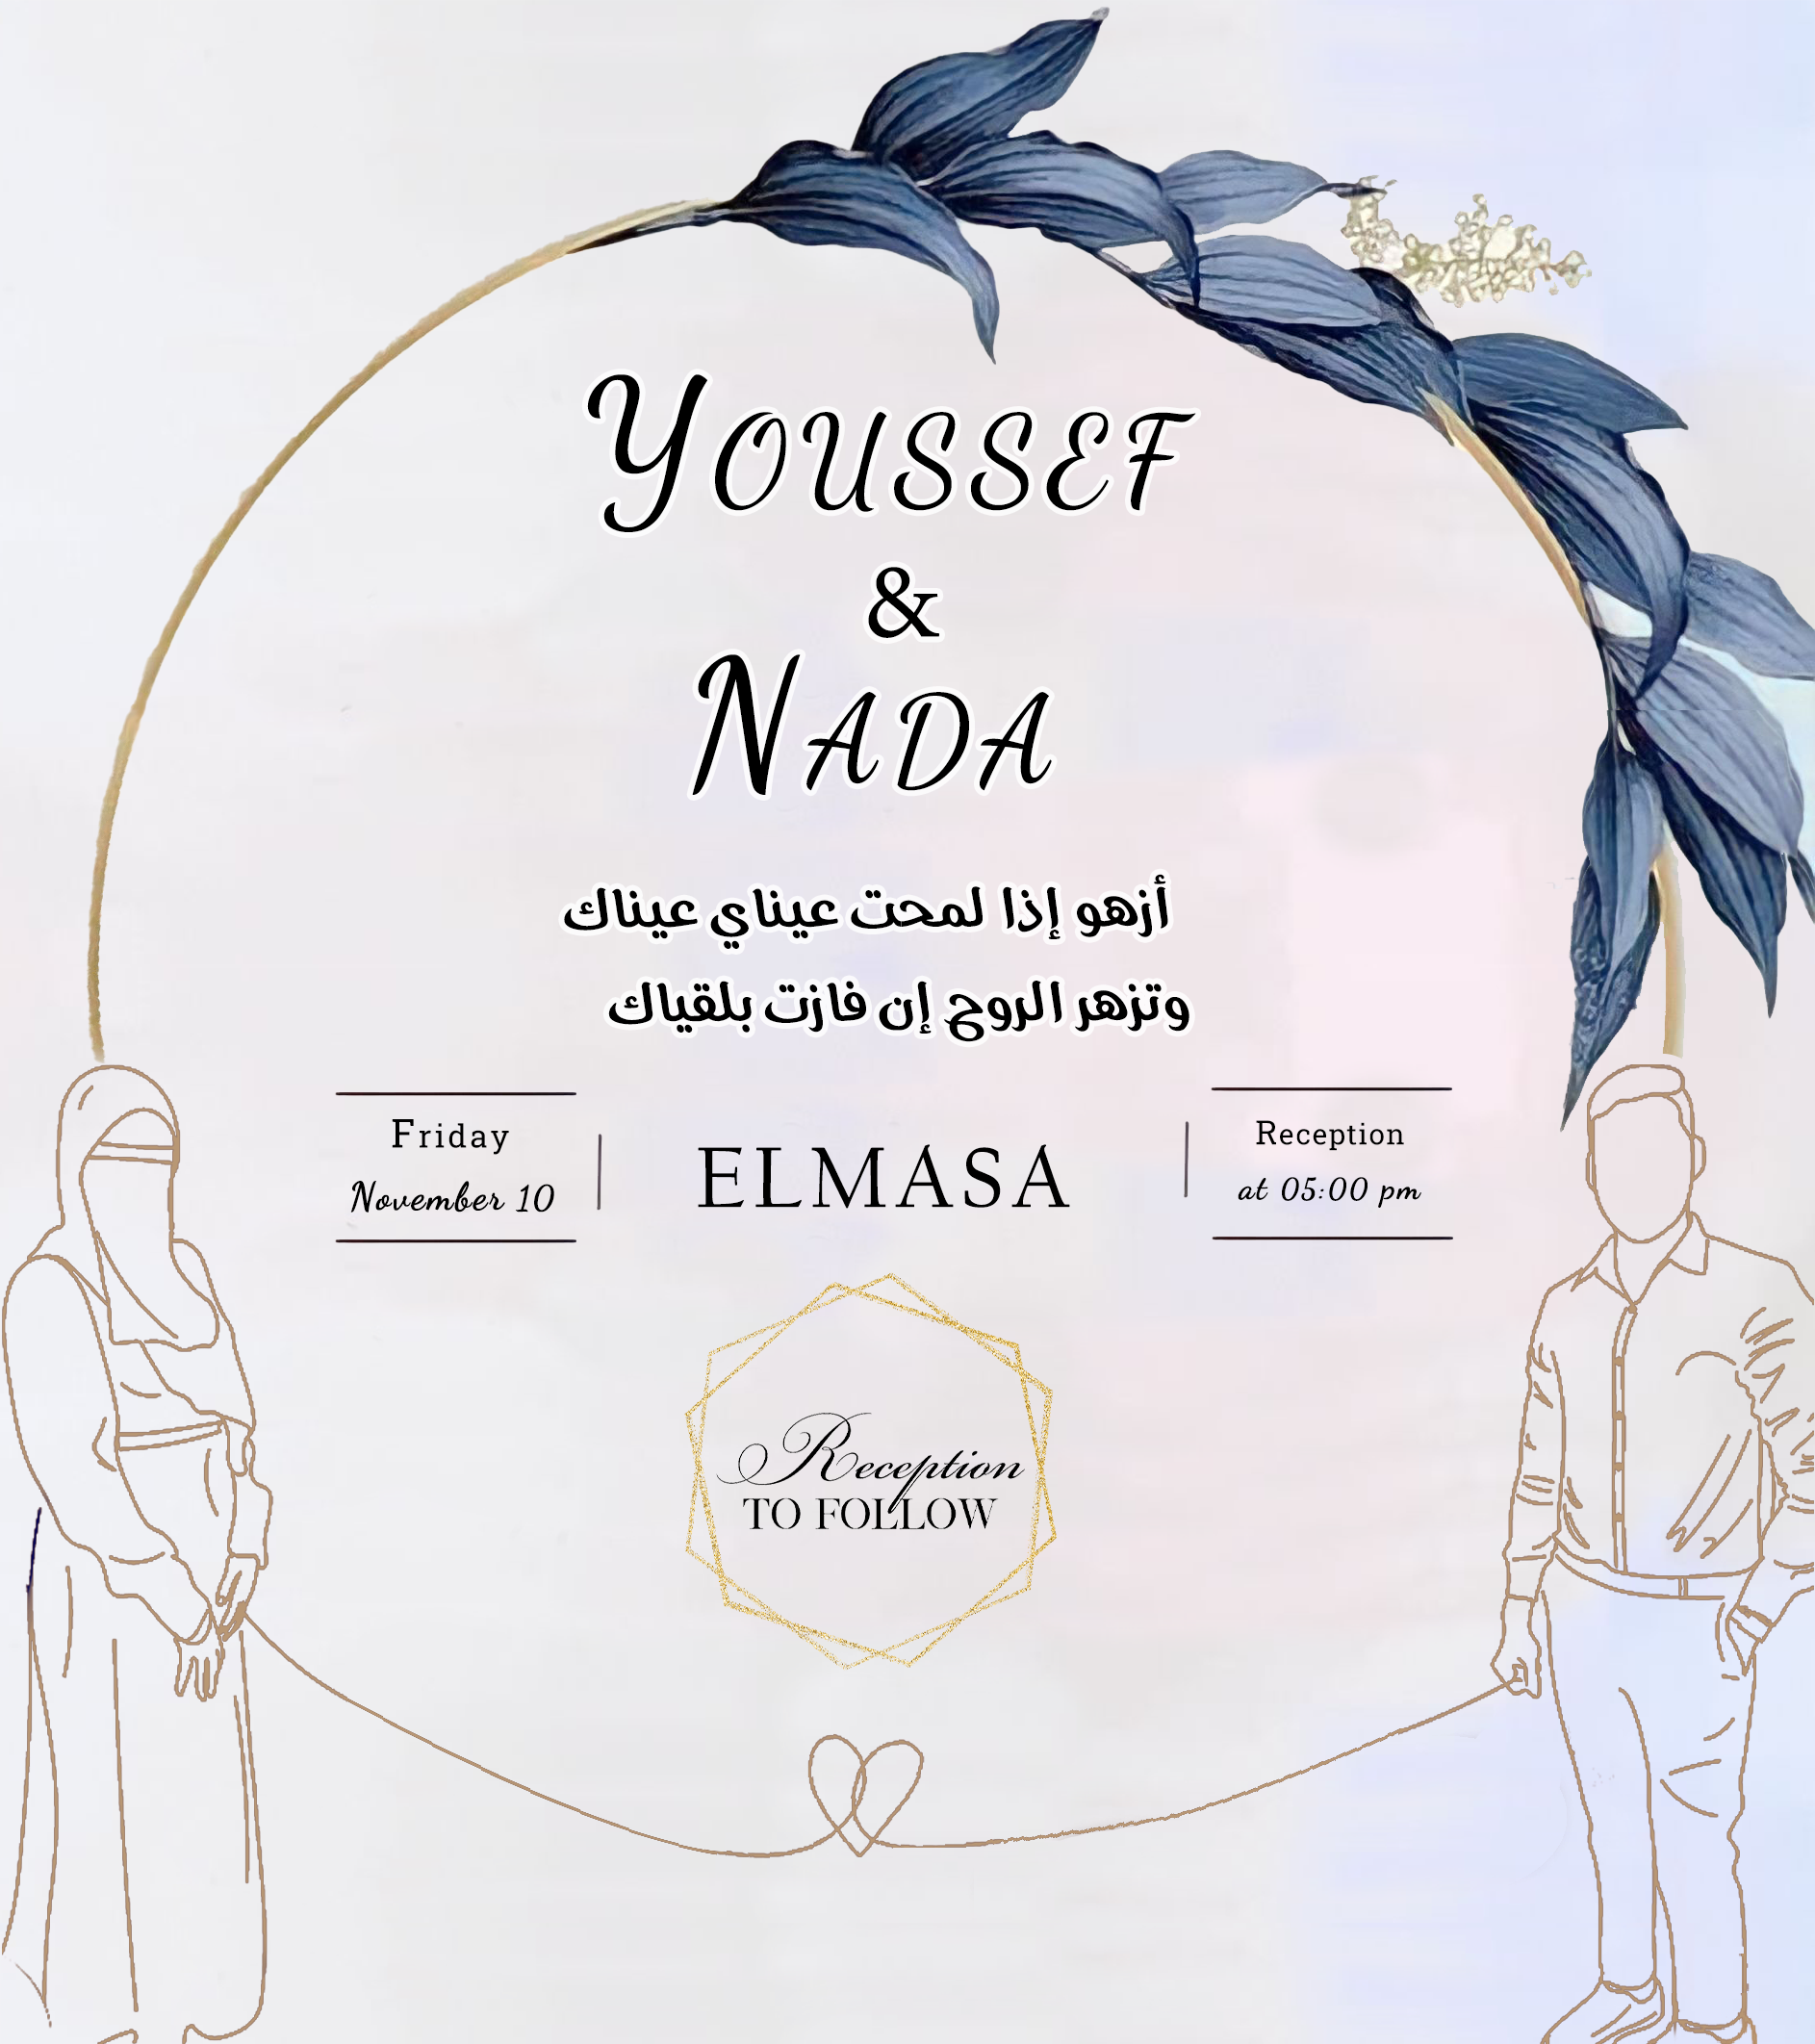 YOUSSEF
&
NADA
أزهو إذا لمحت عيناي عيناك
وتزهر الروح إن فازت بلقياك
Friday
November 10
ELMASA
Reception
at 05:00 pm
Reception
TO FOLLOW